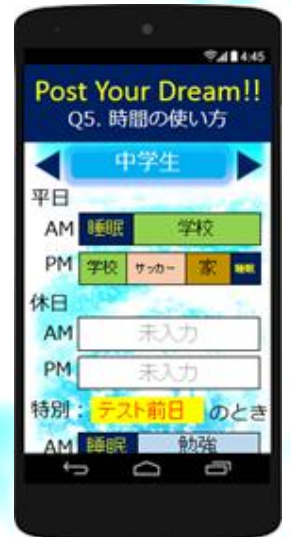 4:45
Post Your Dream!!
Q5. 時間の使い方
中学生
平日
AM 睡眠 学校
PM 学校 サッカー 家 睡眠
休日
AM 未入力
PM 未入力
特別： テスト前日 のとき
AM 睡眠 勉強